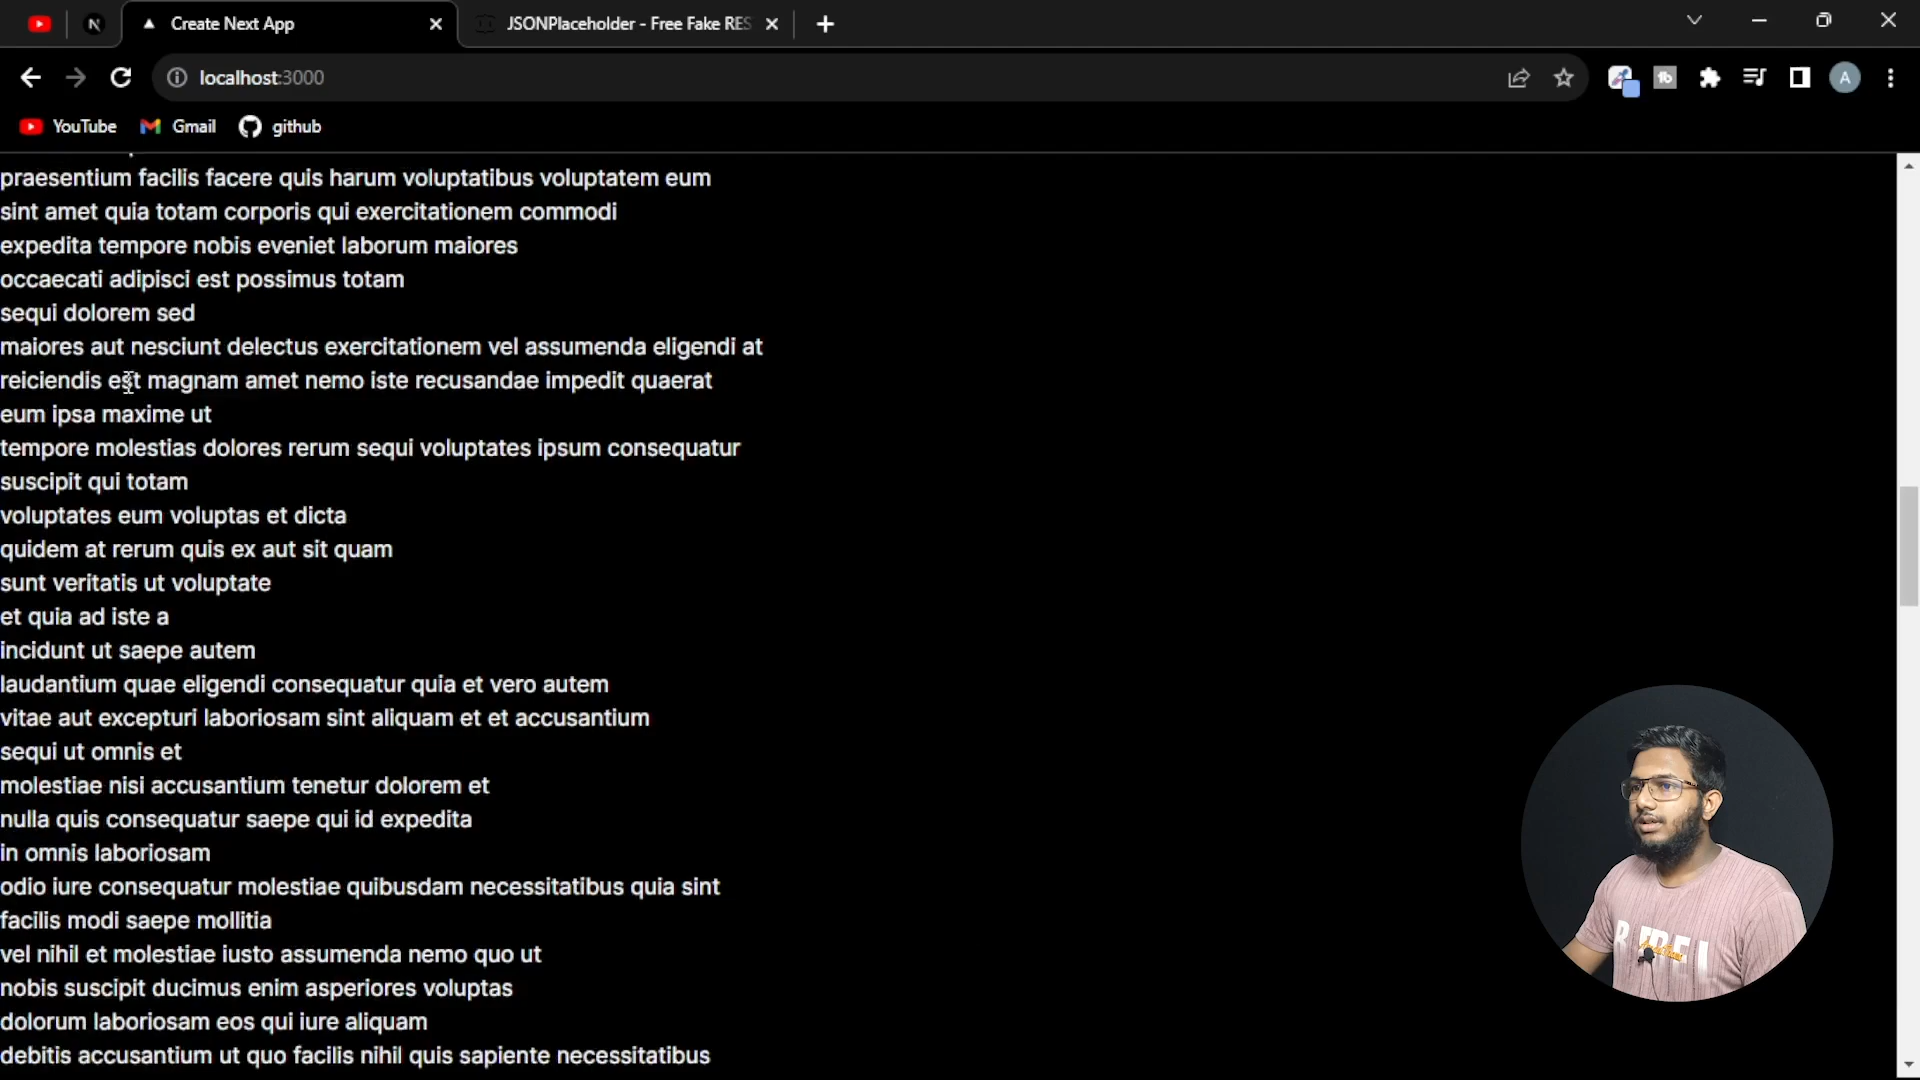 Create Next App
JSONPlaceholder - Free Fake RES
localhost:3000
A
YouTube
Gmail
github
praesentium facilis facere quis harum voluptatibus voluptatem eum
sint amet quia totam corporis qui exercitationem commodi
expedita tempore nobis eveniet laborum maiores
occaecati adipisci est possimus totam
sequi dolorem sed
maiores aut nesciunt delectus exercitationem vel assumenda eligendi at
reiciendis est magnam amet nemo iste recusandae impedit quaerat
eum ipsa maxime ut
tempore molestias dolores rerum sequi voluptates ipsum consequatur
suscipit qui totam
voluptates eum voluptas et dicta
quidem at rerum quis ex aut sit quam
sunt veritatis ut voluptate
et quia ad iste a
incidunt ut saepe autem
laudantium quae eligendi consequatur quia et vero autem
vitae aut excepturi laboriosam sint aliquam et et accusantium
sequi ut omnis et
molestiae nisi accusantium tenetur dolorem et
nulla quis consequatur saepe qui id expedita
in omnis laboriosam
odio iure consequatur molestiae quibusdam necessitatibus quia sint
facilis modi saepe mollitia
vel nihil et molestiae iusto assumenda nemo quo ut
nobis suscipit ducimus enim asperiores voluptas
dolorum laboriosam eos qui iure aliquam
debitis accusantium ut quo facilis nihil quis sapiente necessitatibus